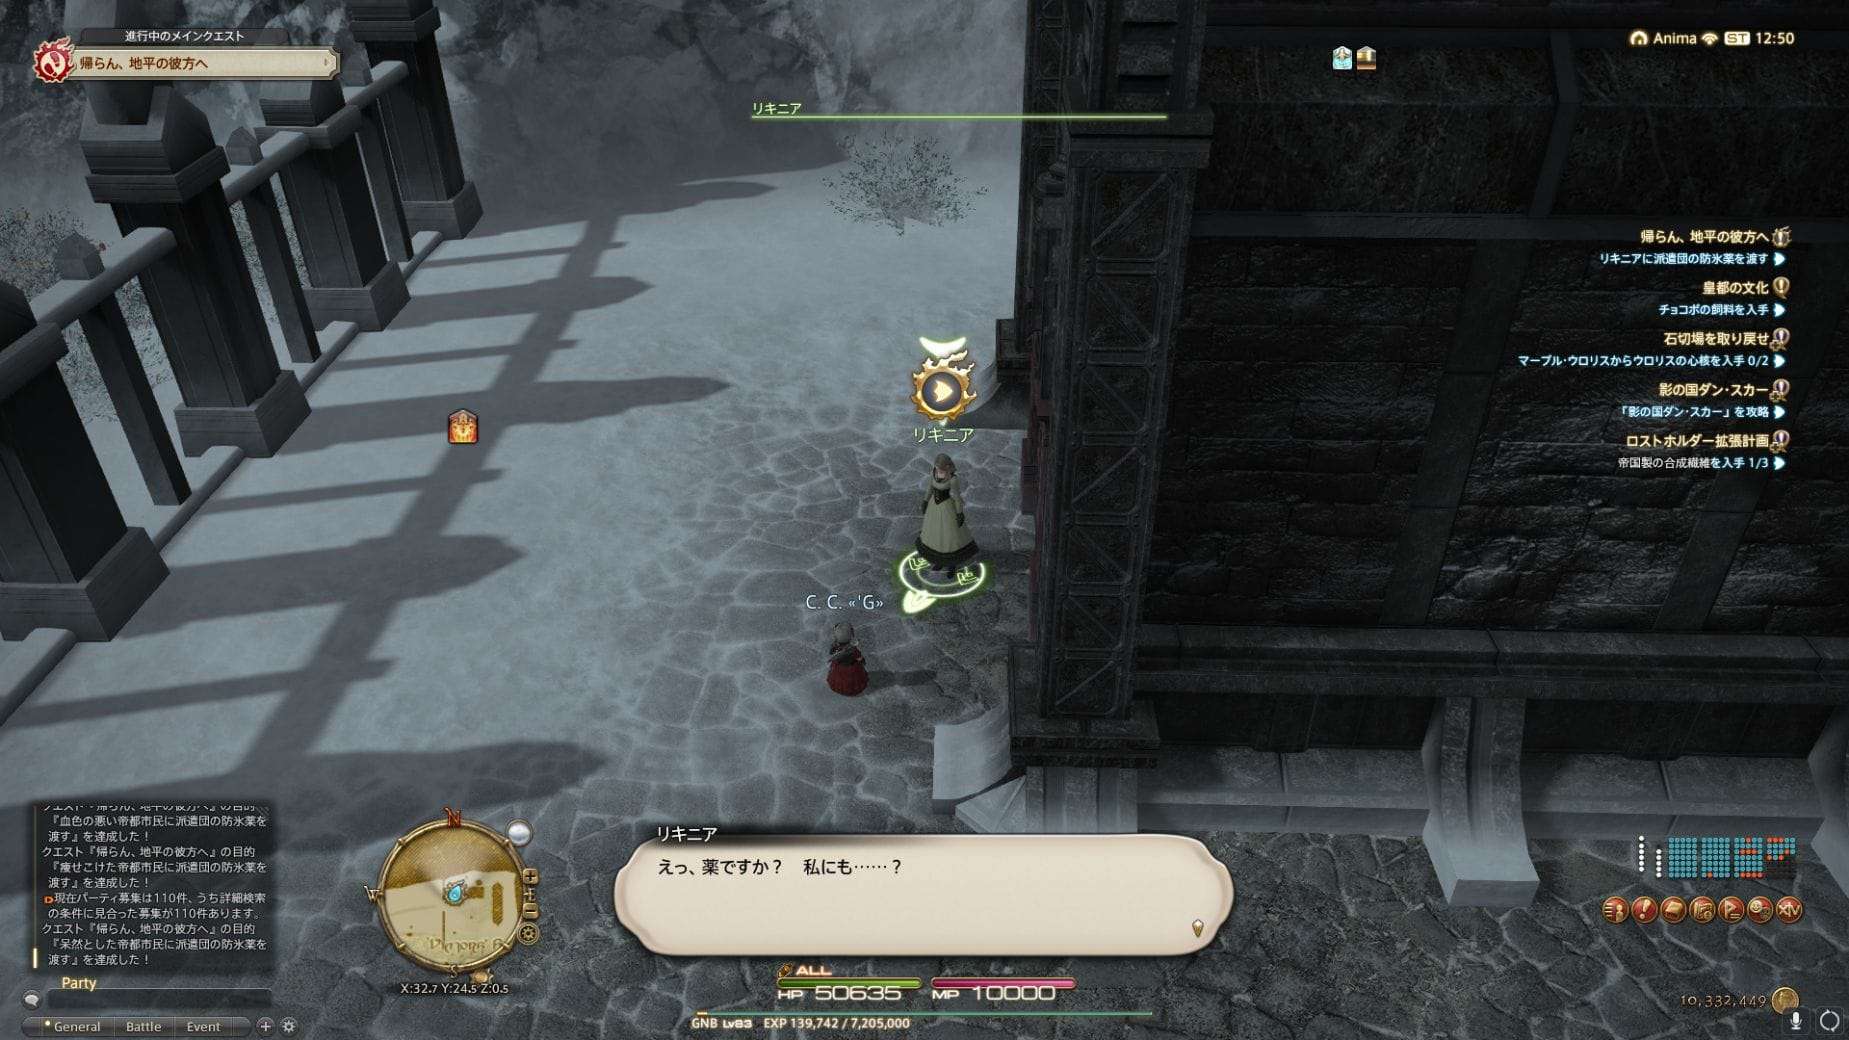 進行中のメインクエスト
帰らん、地平の彼方へ
リキニア
Anima ST 12:50
帰らん、地平の彼方へ
リキニアに派遣団の防氷薬を渡す
皇都の文化
チョコボの飼料を入手
石切場を取り戻せ
マーブル・ウロリスからウロリスの心核を入手 0/2
影の国ダン・スカー
「影の国ダン・スカー」を攻略
ロストホルダー拡張計画
帝国製の合成繊維を入手 1/3
リキニア
C. C. «'G»
クエスト『帰らん、地平の彼方へ』の目的
『血色の悪い帝都市民に派遣団の防氷薬を
渡す』を達成した！
クエスト『帰らん、地平の彼方へ』の目的
『痩せこけた帝都市民に派遣団の防氷薬を
渡す』を達成した！
現在パーティ募集は110件、うち詳細検索
の条件に見合った募集が110件あります。
クエスト『帰らん、地平の彼方へ』の目的
『呆然とした帝都市民に派遣団の防氷薬を
渡す』を達成した！
Party
General Battle Event
N
W
S
X:32.7 Y:24.5 Z:0.5
リキニア
えっ、薬ですか？　私にも……？
ALL
HP 50635 MP 10000
GNB Lv83 EXP 139,742 / 7,205,000
XIV
10,332,449